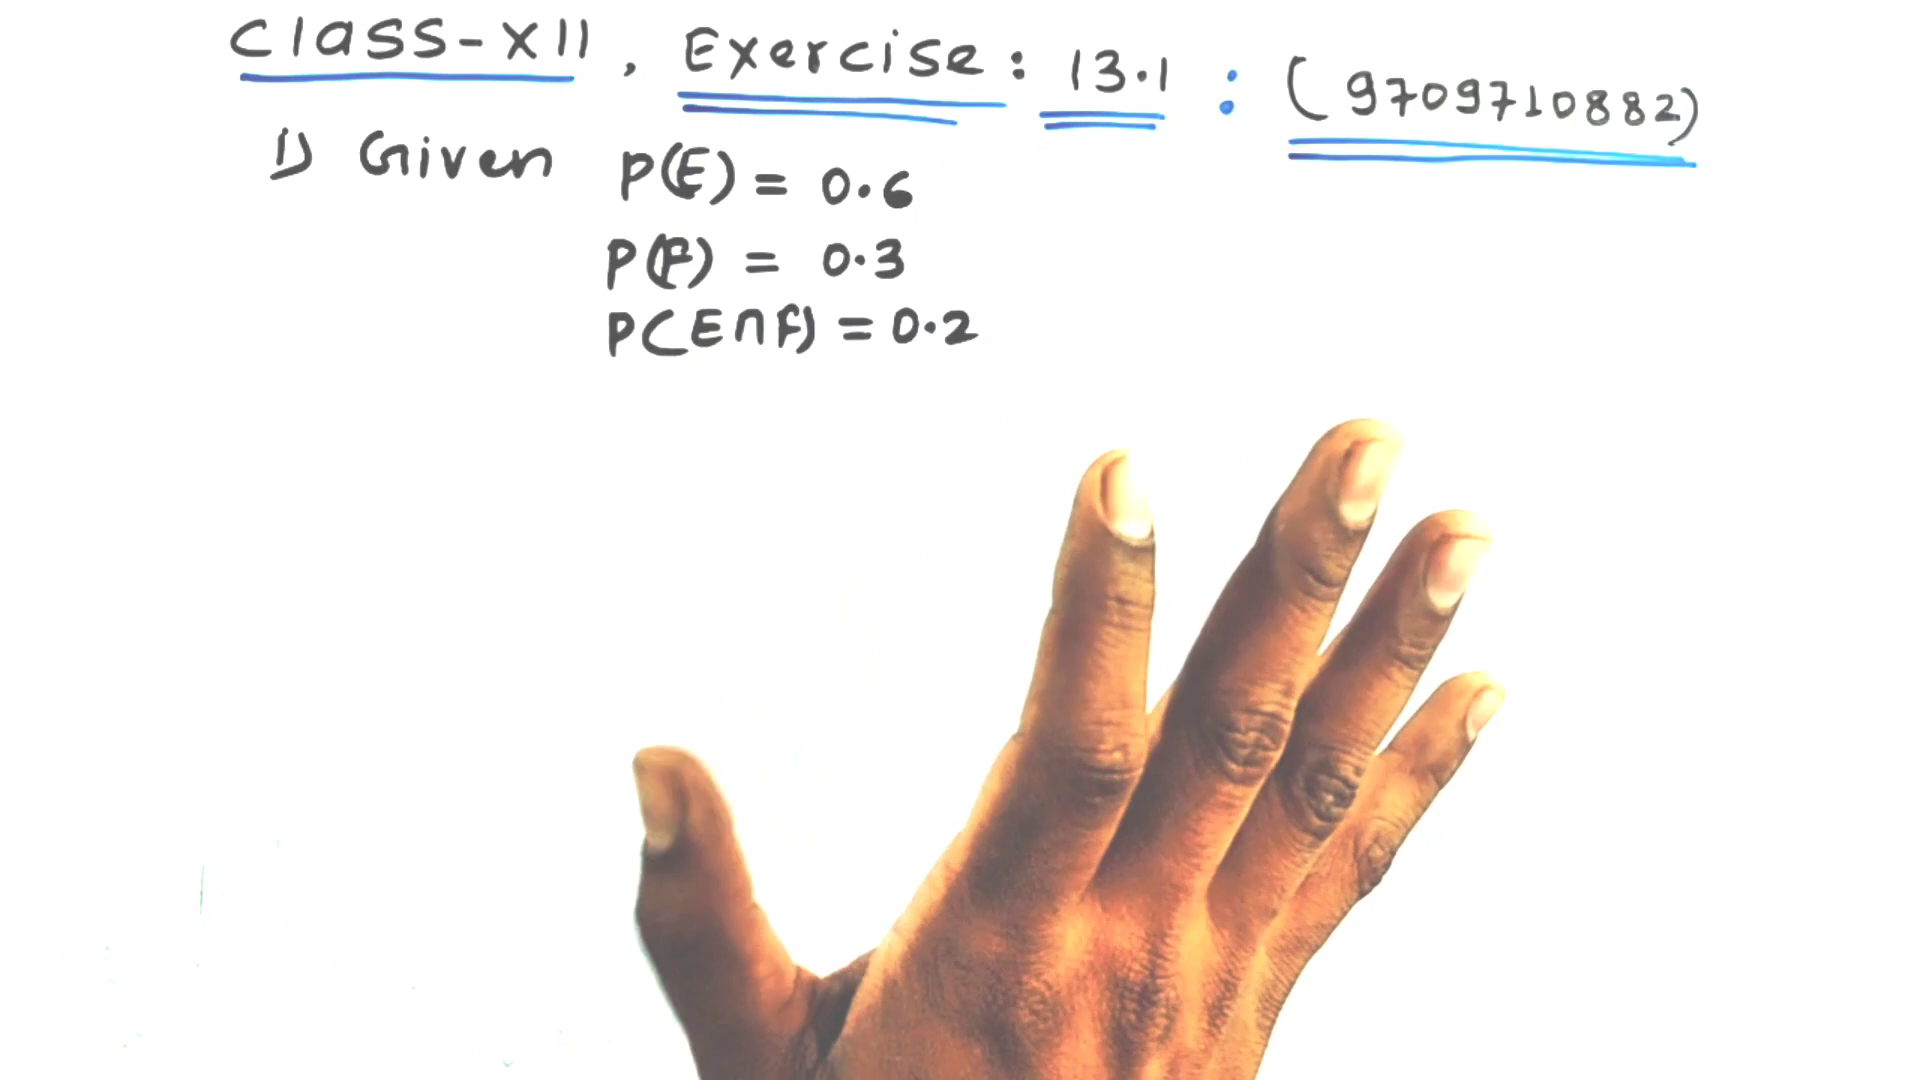 Class-XII, Exercise: 13.1 : (9709710882)
1) Given P(E) = 0.6
P(F) = 0.3
P(E∩F) = 0.2